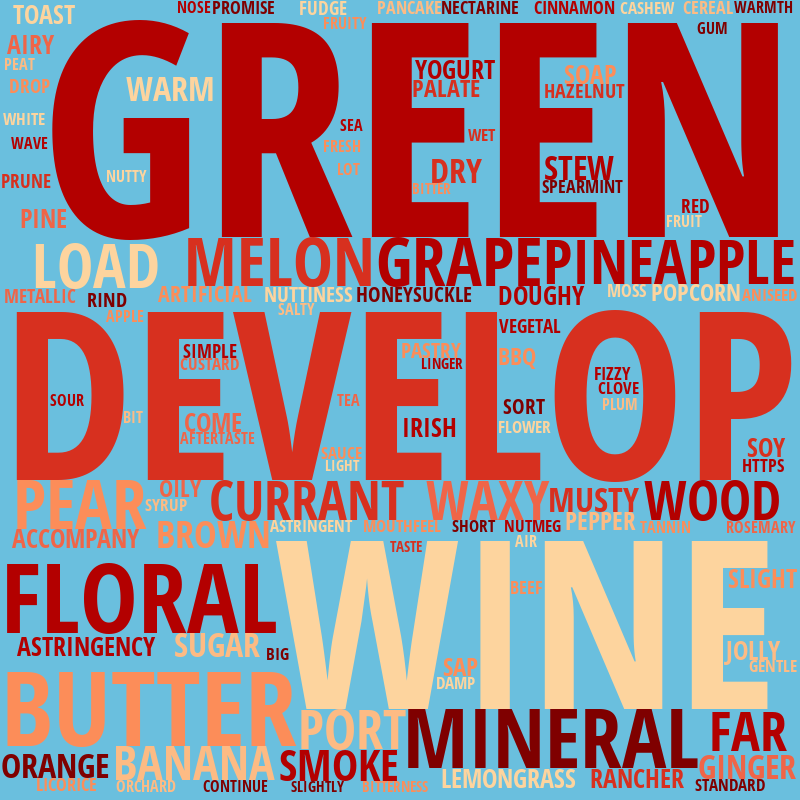 TOAST NOSE PROMISE FUDGE PANCAKE NECTARINE CINNAMON CASHEW CEREAL WARMTH
FRUITY GUM
AIRY
PEAT YOGURT SOAP
DROP WARM PALATE HAZELNUT
GREEN
WHITE SEA
WAVE FRESH WET
NUTTY LOT DRY STEW
PRUNE BITTER SPEARMINT
PINE RED
FRUIT
LOAD MELON GRAPE PINEAPPLE
METALLIC RIND ARTIFICIAL NUTTINESS HONEYSUCKLE DOUGHY MOSS POPCORN ANISEED
APPLE SALTY
VEGETAL
SIMPLE PASTRY BBQ
CUSTARD LINGER
FIZZY
DEVELOP
CLOVE
SOUR TEA SORT PLUM
BIT COME IRISH FLOWER
AFTERTASTE
SAUCE SOY
LIGHT HTTPS
PEAR OILY CURRANT WAXY MUSTY WOOD
SYRUP
ACCOMPANY BROWN ASTRINGENT MOUTHFEEL SHORT NUTMEG PEPPER TANNIN ROSEMARY
TASTE AIR
FLORAL BEEF SLIGHT
WINE
ASTRINGENCY SUGAR BIG JOLLY
SAP GENTLE
DAMP
BUTTER PORT MINERAL FAR
ORANGE BANANA SMOKE GINGER
LICORICE ORCHARD CONTINUE SLIGHTLY BITTERNESS LEMONGRASS RANCHER STANDARD